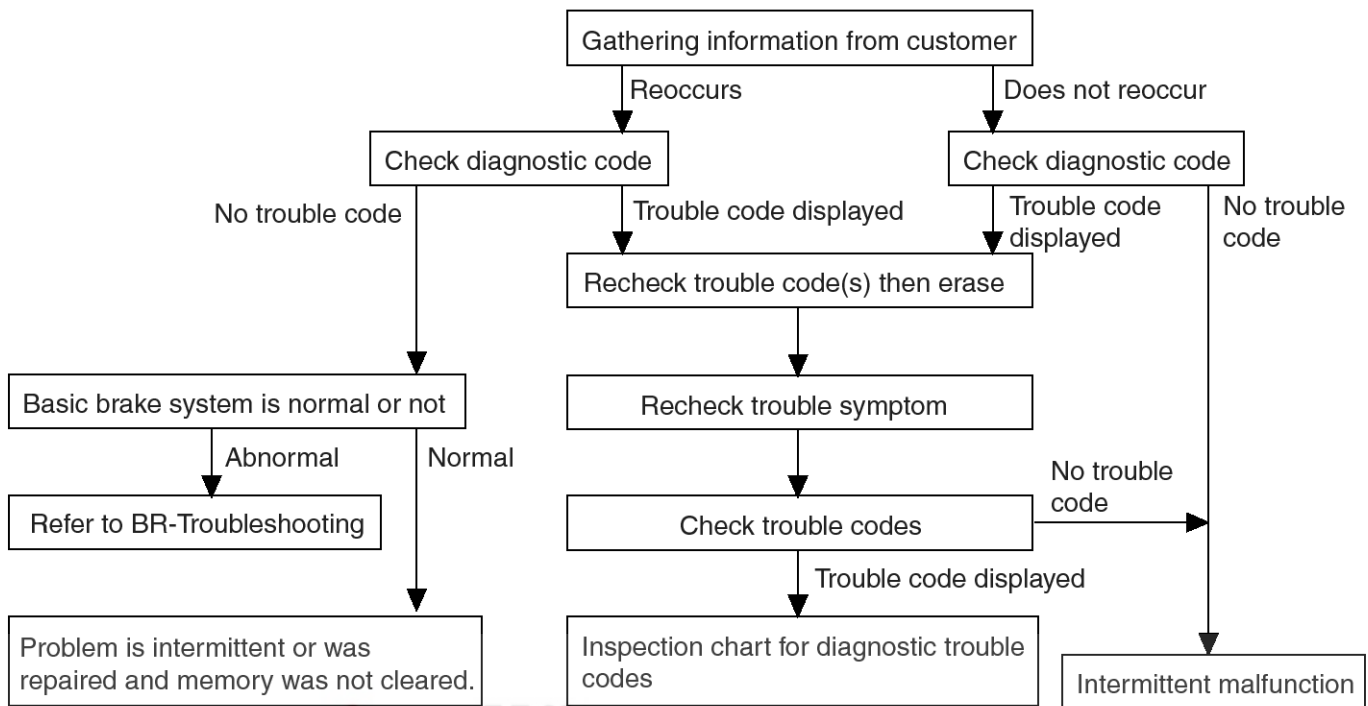 Gathering information from customer
Reoccurs
Does not reoccur
Check diagnostic code
Check diagnostic code
No trouble code
Trouble code displayed
Trouble code
displayed
No trouble
code
Recheck trouble code(s) then erase
Basic brake system is normal or not
Recheck trouble symptom
Abnormal
Normal
No trouble
code
Refer to BR-Troubleshooting
Check trouble codes
Trouble code displayed
Problem is intermittent or was
repaired and memory was not cleared.
Inspection chart for diagnostic trouble
codes
Intermittent malfunction